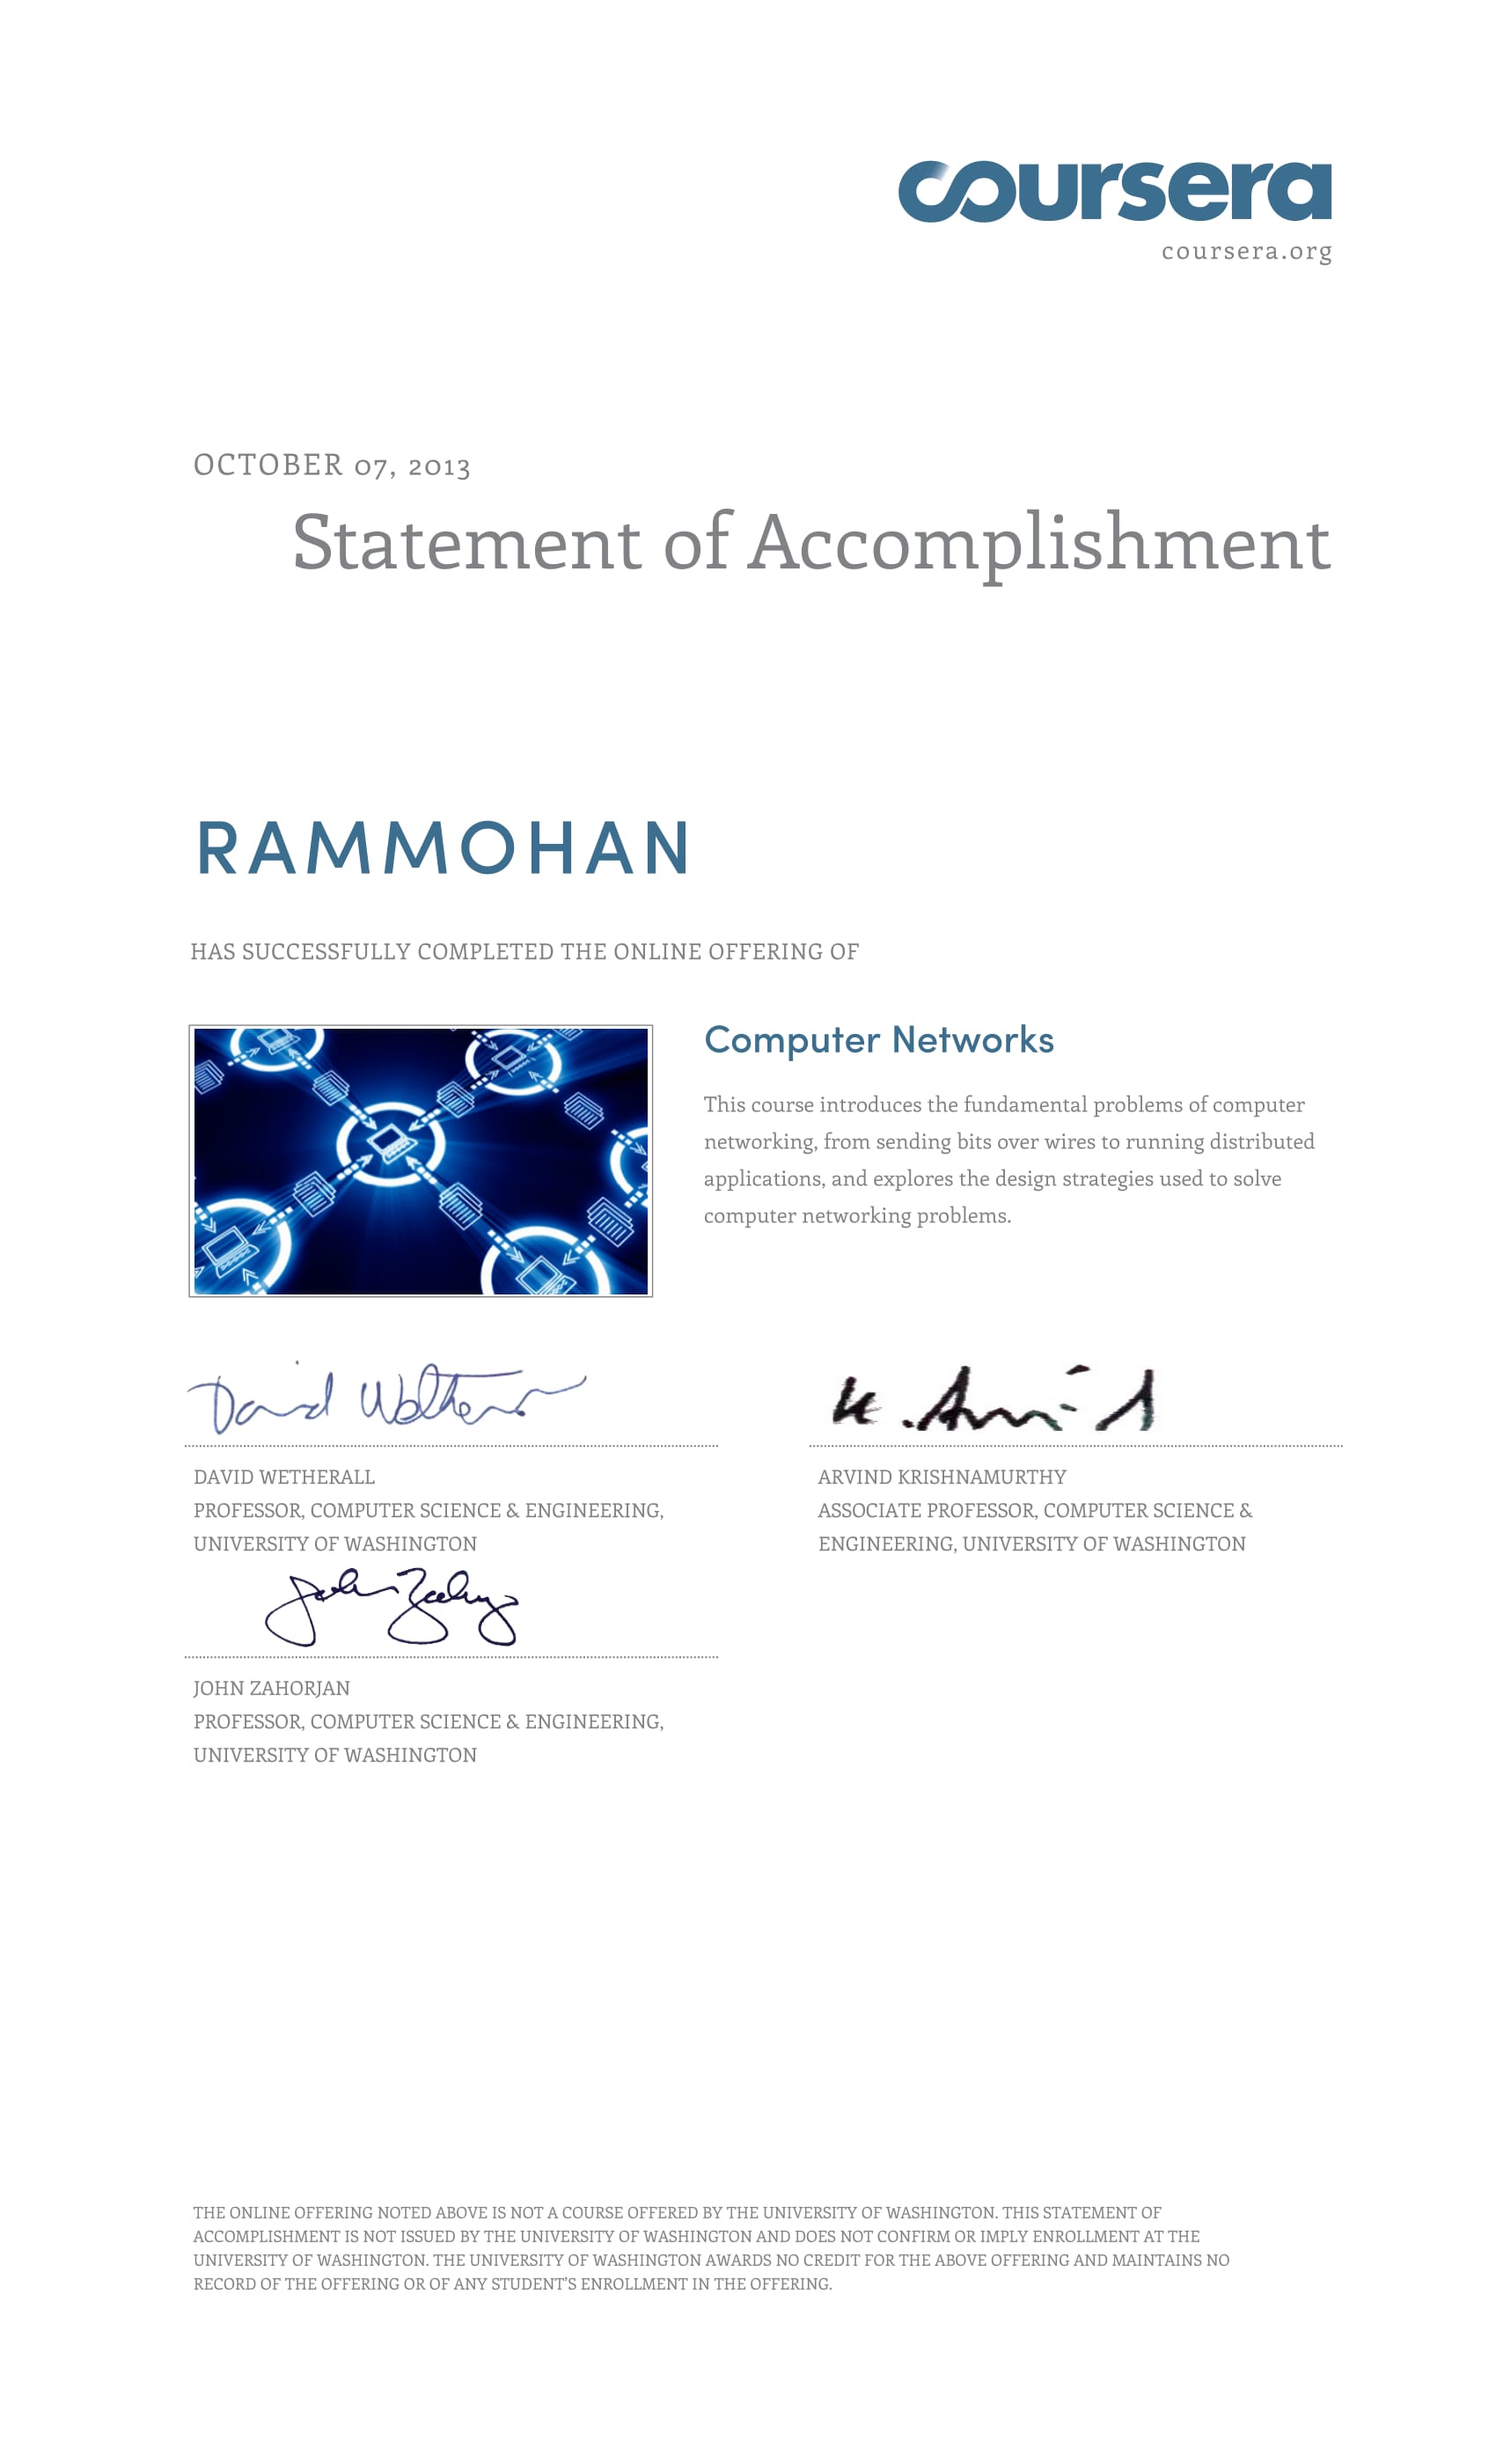 coursera
coursera.org
OCTOBER 07, 2013
Statement of Accomplishment
RAMMOHAN
HAS SUCCESSFULLY COMPLETED THE ONLINE OFFERING OF
Computer Networks
This course introduces the fundamental problems of computer
networking, from sending bits over wires to running distributed
applications, and explores the design strategies used to solve
computer networking problems.
David Wetherall
K. Arvind
DAVID WETHERALL
PROFESSOR, COMPUTER SCIENCE & ENGINEERING,
UNIVERSITY OF WASHINGTON
ARVIND KRISHNAMURTHY
ASSOCIATE PROFESSOR, COMPUTER SCIENCE &
ENGINEERING, UNIVERSITY OF WASHINGTON
John Zahorjan
JOHN ZAHORJAN
PROFESSOR, COMPUTER SCIENCE & ENGINEERING,
UNIVERSITY OF WASHINGTON
THE ONLINE OFFERING NOTED ABOVE IS NOT A COURSE OFFERED BY THE UNIVERSITY OF WASHINGTON. THIS STATEMENT OF
ACCOMPLISHMENT IS NOT ISSUED BY THE UNIVERSITY OF WASHINGTON AND DOES NOT CONFIRM OR IMPLY ENROLLMENT AT THE
UNIVERSITY OF WASHINGTON. THE UNIVERSITY OF WASHINGTON AWARDS NO CREDIT FOR THE ABOVE OFFERING AND MAINTAINS NO
RECORD OF THE OFFERING OR OF ANY STUDENT'S ENROLLMENT IN THE OFFERING.